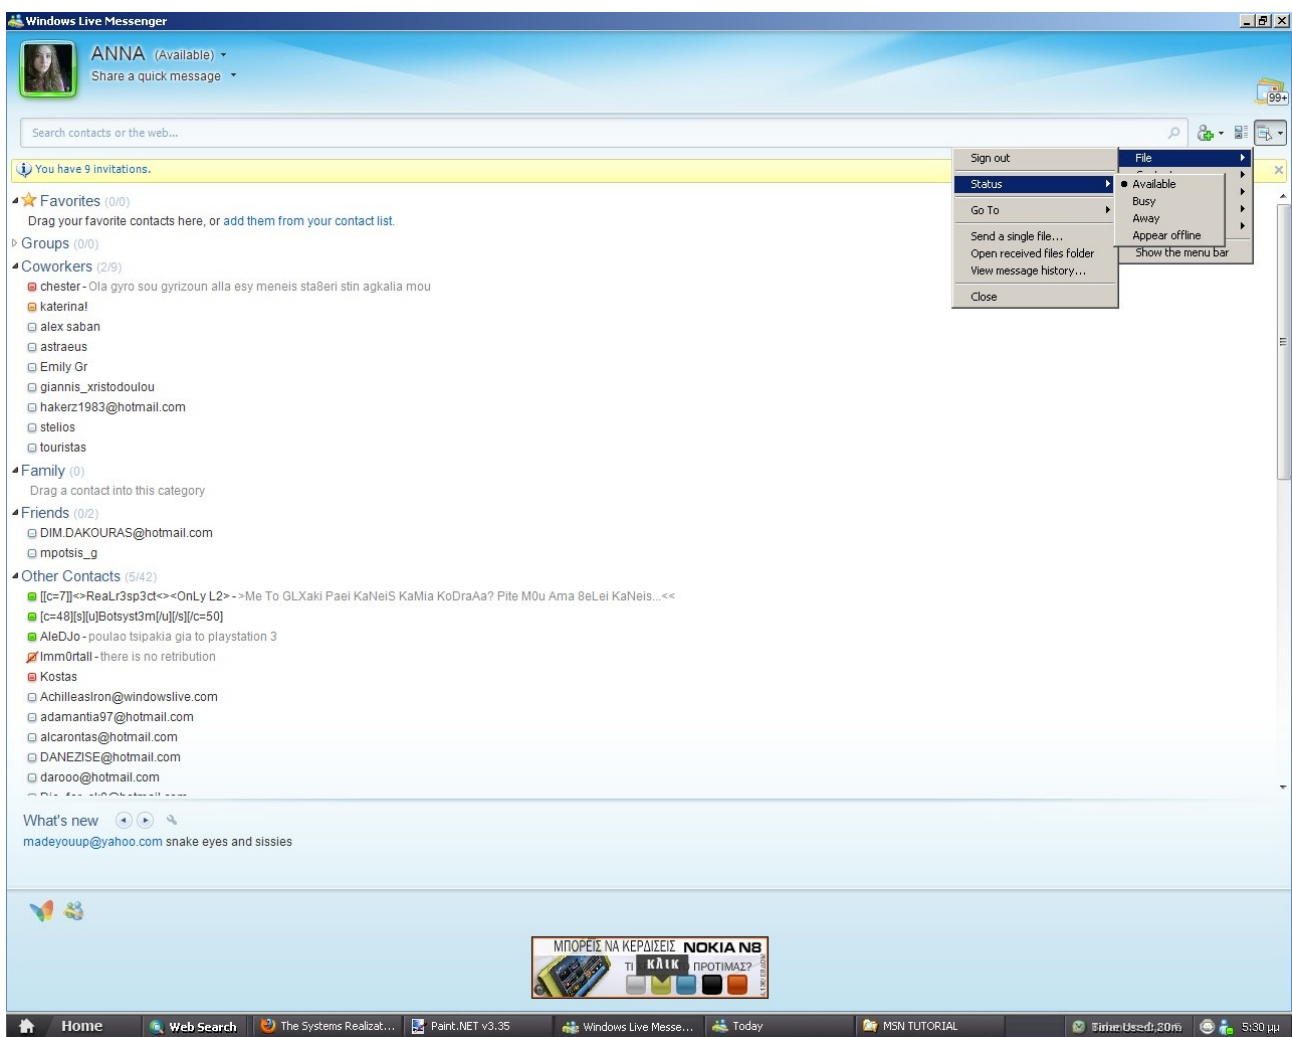 Windows Live Messenger
ANNA (Available)
Share a quick message
99+
Search contacts or the web...
You have 9 invitations.
Sign out
Status
Go To
Send a single file...
Open received files folder
View message history...
Close
File
Available
Busy
Away
Appear offline
Show the menu bar
Favorites (0/0)
Drag your favorite contacts here, or add them from your contact list.
Groups (0/0)
Coworkers (2/9)
chester - Ola gyro sou gyrizoun alla esy meneis sta8eri stin agkalia mou
katerina!
alex saban
astraeus
Emily Gr
giannis_xristodoulou
hakerz1983@hotmail.com
stelios
touristas
Family (0)
Drag a contact into this category
Friends (0/2)
DIM.DAKOURAS@hotmail.com
mpotsis_g
Other Contacts (5/42)
[[c=7]]<>ReaLr3sp3ct<><OnLy L2> - >Me To GLXaki Paei KaNeiS KaMia KoDraAa? Pite M0u Ama 8eLei KaNeis...<<
[c=48][s][u]Botsyst3m[/u][/s][/c=50]
AleDJo - poulao tsipakia gia to playstation 3
Imm0rtall - there is no retribution
Kostas
AchilleasIron@windowslive.com
adamantia97@hotmail.com
alcarontas@hotmail.com
DANEZISE@hotmail.com
darooo@hotmail.com
What's new
madeyouup@yahoo.com snake eyes and sissies
ΜΠΟΡΕΙΣ ΝΑ ΚΕΡΔΙΣΕΙΣ NOKIA N8
ΤΙ ΚΛΙΚ ΠΡΟΤΙΜΑΣ?
Home
Web Search
The Systems Realizat...
Paint.NET v3.35
Windows Live Messe...
Today
MSN TUTORIAL
Time Used: 30m
5:30 μμ